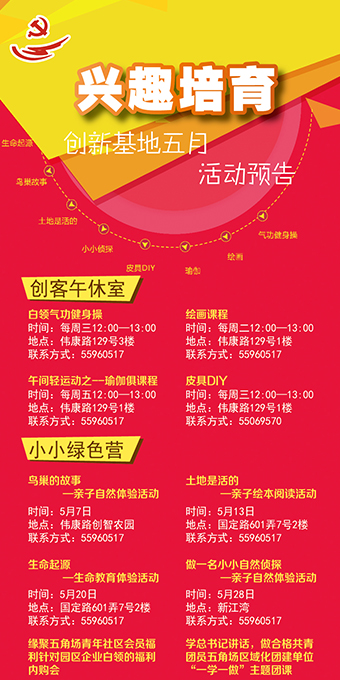 兴趣培育
创新基地五月
活动预告
生命起源
鸟巢故事
土地是活的
小小侦探
皮具DIY
瑜伽
绘画
气功健身操
创客午休室
白领气功健身操
时间：每周三12:00—13:00
地点：伟康路129号3楼
联系方式：55960517
绘画课程
时间：每周二12:00—13:00
地点：伟康路129号1楼
联系方式：55960517
午间轻运动之—瑜伽俱课程
时间：每周五12:00—13:00
地点：伟康路129号1楼
联系方式：55960517
皮具DIY
地点：伟康路129号1楼
联系方式：55069570
小小绿色营
鸟巢的故事
—亲子自然体验活动
时间：5月7日
地点：伟康路创智农园
联系方式：55960517
土地是活的
—亲子绘本阅读活动
时间：5月13日
地点：国定路601弄7号2楼
联系方式：55960517
生命起源
—生命教育体验活动
时间：5月20日
地点：国定路601弄7号2楼
联系方式：55960517
做一名小小自然侦探
—亲子自然体验活动
时间：5月28日
地点：新江湾
联系方式：55960517
缘聚五角场青年社区会员福
利针对园区企业白领的福利
内购会
学总书记讲话，做合格共青
团员五角场区域化团建单位
“一学一做”主题团课